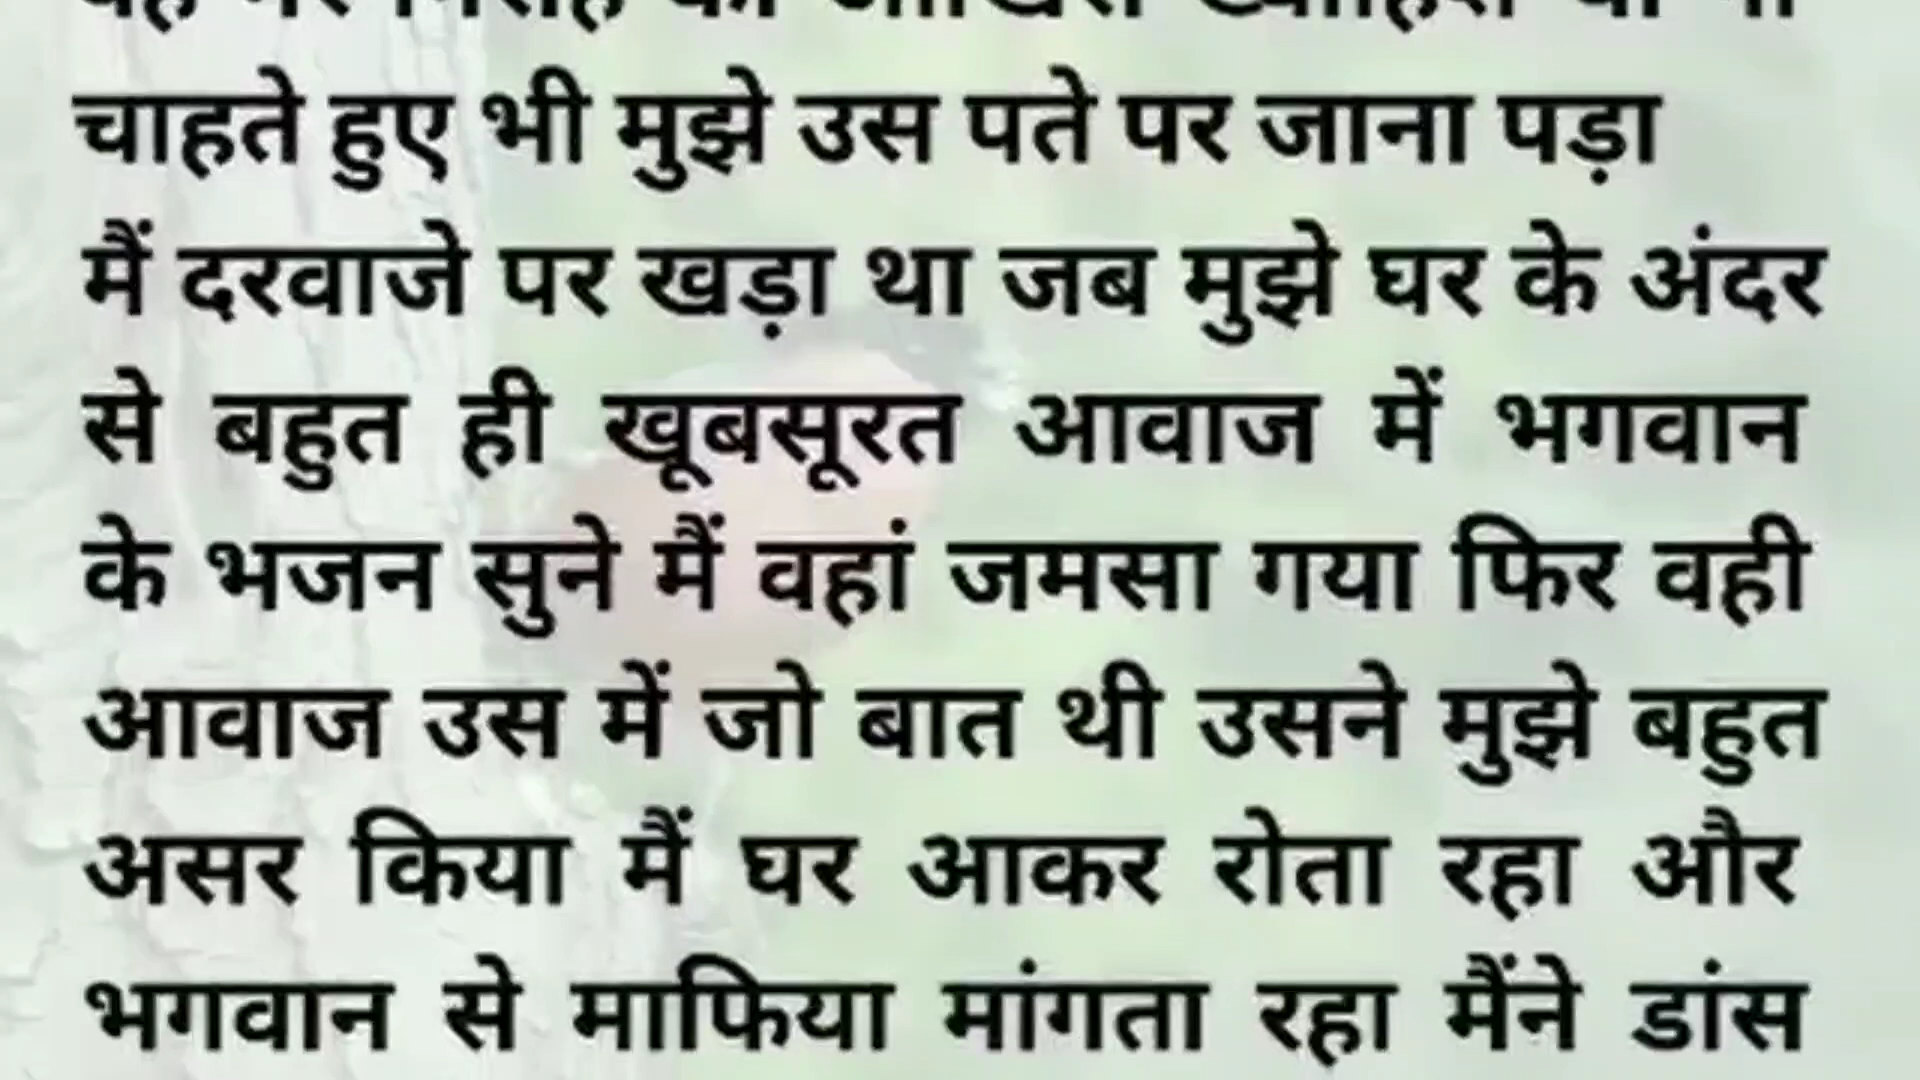 चाहते हुए भी मुझे उस पते पर जाना पड़ा
मैं दरवाजे पर खड़ा था जब मुझे घर के अंदर
से बहुत ही खूबसूरत आवाज में भगवान
के भजन सुने मैं वहां जमसा गया फिर वही
आवाज उस में जो बात थी उसने मुझे बहुत
असर किया मैं घर आकर रोता रहा और
भगवान से माफिया मांगता रहा मैंने डांस